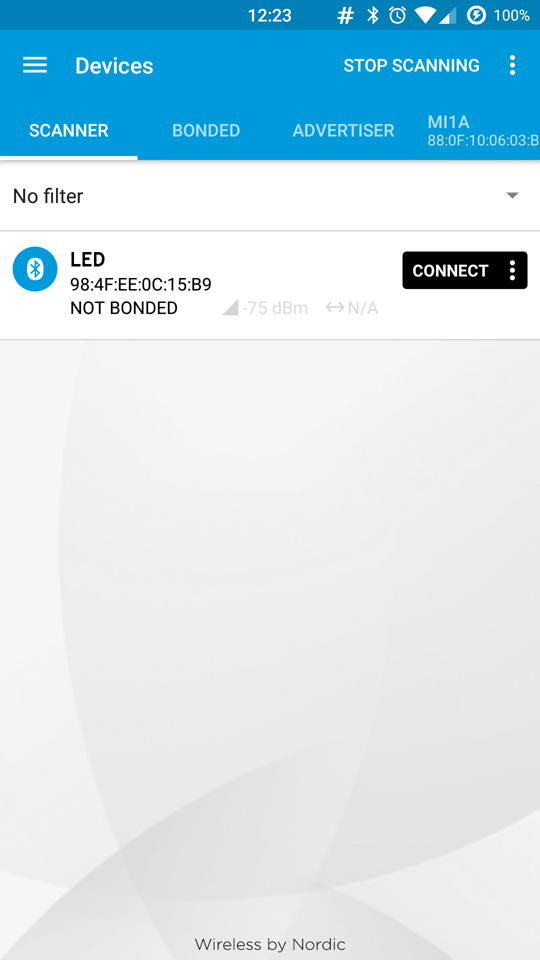 12:23
100%
Devices
STOP SCANNING
SCANNER
BONDED
ADVERTISER
MI1A
88:0F:10:06:03:B
No filter
LED
98:4F:EE:0C:15:B9
CONNECT
NOT BONDED
-75 dBm
N/A
Wireless by Nordic